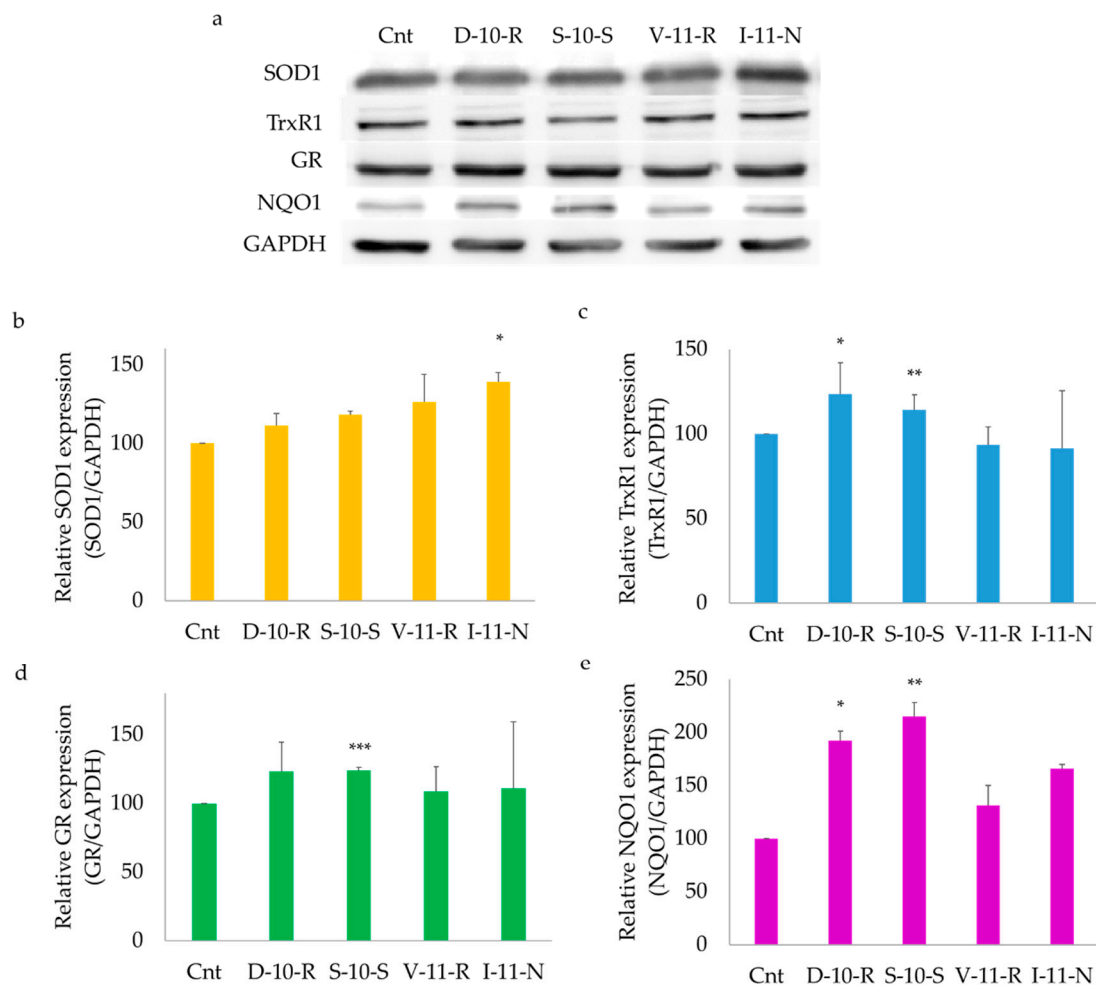 a
Cnt D-10-R S-10-S V-11-R I-11-N
SOD1
TrxR1
GR
NQO1
GAPDH
b
Relative SOD1 expression
(SOD1/GAPDH)
150
100
50
0
*
Cnt D-10-R S-10-S V-11-R I-11-N
c
Relative TrxR1 expression
(TrxR1/GAPDH)
150
100
50
0
* **
Cnt D-10-R S-10-S V-11-R I-11-N
d
Relative GR expression
(GR/GAPDH)
150
100
50
0
***
Cnt D-10-R S-10-S V-11-R I-11-N
e
Relative NQO1 expression
(NQO1/GAPDH)
250
200
150
100
50
0
* **
Cnt D-10-R S-10-S V-11-R I-11-N